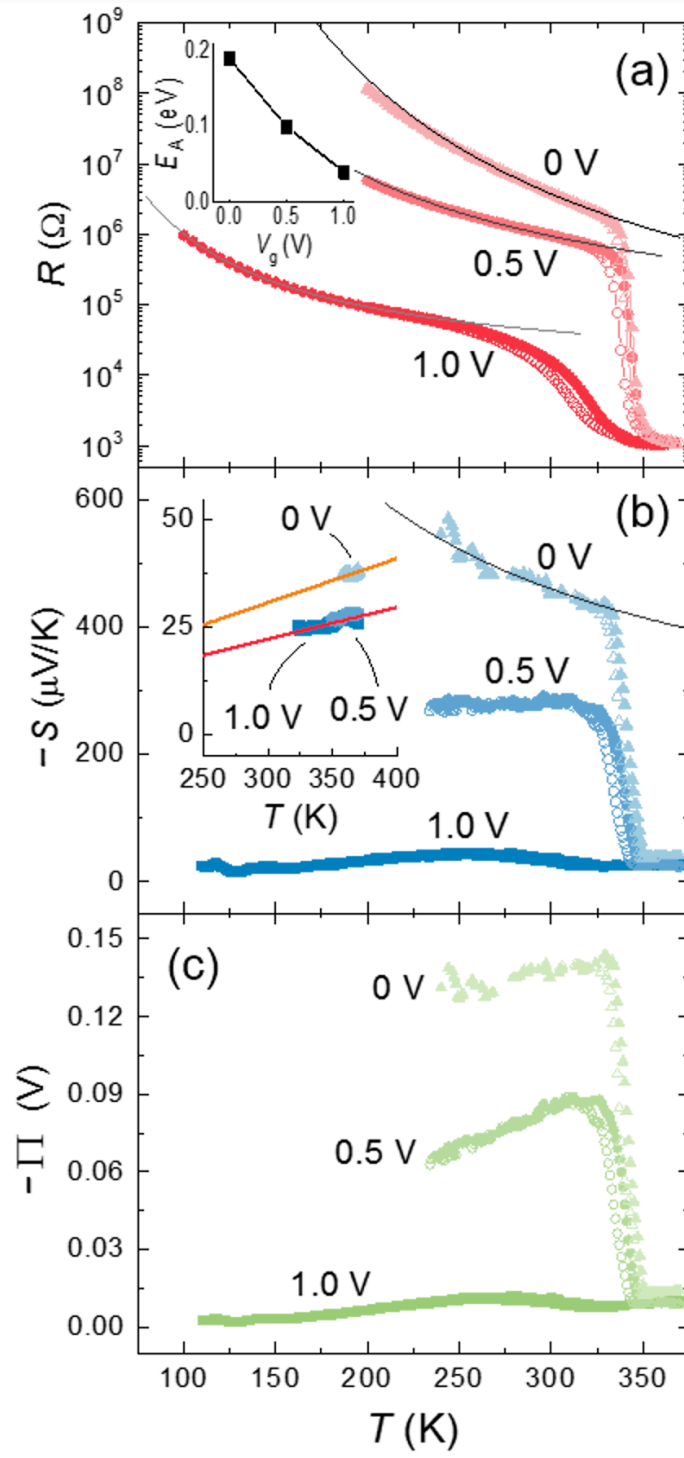 10⁹
10⁸
10⁷
10⁶
10⁵
10⁴
10³
R (Ω)
(a)
0.2
0.1
0.0
E_A (eV)
0.0 0.5 1.0
V_g (V)
0 V
0.5 V
1.0 V
600
400
200
0
−S (μV/K)
(b)
50
25
0
0 V
1.0 V 0.5 V
250 300 350 400
T (K)
0 V
0.5 V
1.0 V
0.15
0.12
0.09
0.06
0.03
0.00
−Π (V)
(c)
0 V
0.5 V
1.0 V
100 150 200 250 300 350
T (K)